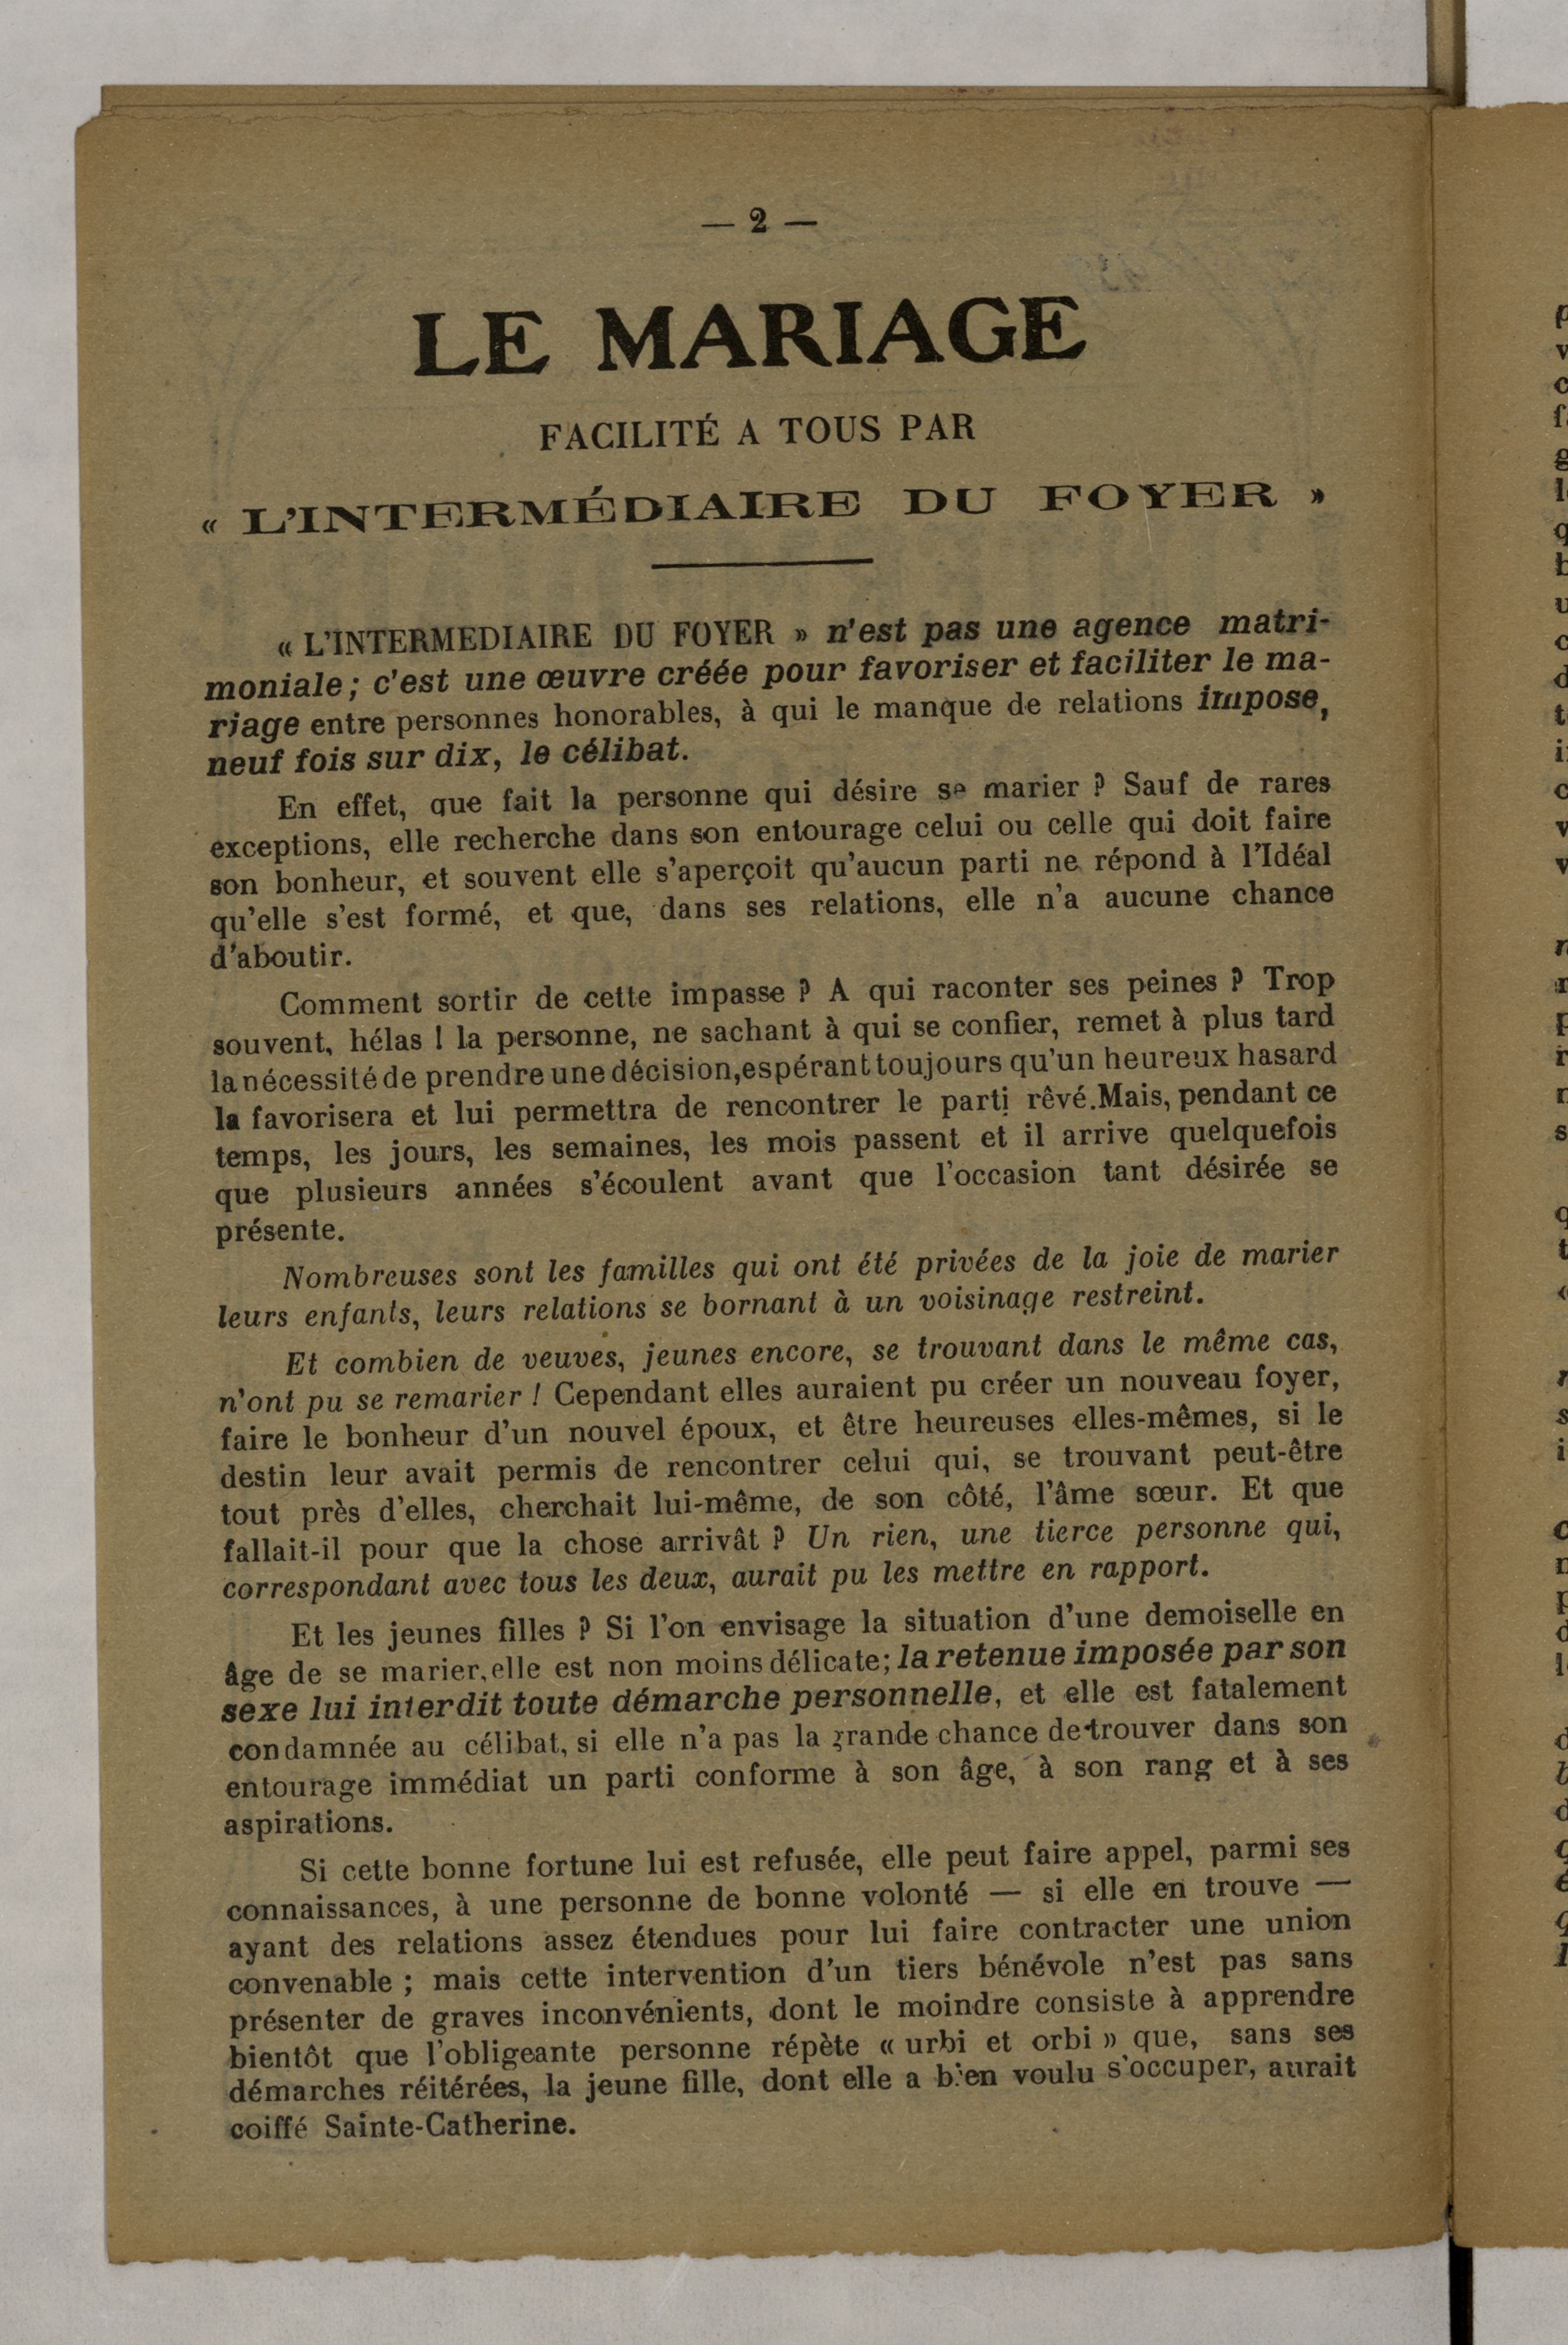 — 2 —
LE MARIAGE
FACILITÉ A TOUS PAR
« L'INTERMÉDIAIRE DU FOYER »
« L'INTERMEDIAIRE DU FOYER » n'est pas une agence matri-
moniale ; c'est une œuvre créée pour favoriser et faciliter le ma-
riage entre personnes honorables, à qui le manque de relations impose,
neuf fois sur dix, le célibat.
En effet, que fait la personne qui désire se marier ? Sauf de rares
exceptions, elle recherche dans son entourage celui ou celle qui doit faire
son bonheur, et souvent elle s'aperçoit qu'aucun parti ne répond à l'Idéal
qu'elle s'est formé, et que, dans ses relations, elle n'a aucune chance
d'aboutir.
Comment sortir de cette impasse ? A qui raconter ses peines ? Trop
souvent, hélas ! la personne, ne sachant à qui se confier, remet à plus tard
la nécessité de prendre une décision, espérant toujours qu'un heureux hasard
la favorisera et lui permettra de rencontrer le parti rêvé. Mais, pendant ce
temps, les jours, les semaines, les mois passent et il arrive quelquefois
que plusieurs années s'écoulent avant que l'occasion tant désirée se
présente.
Nombreuses sont les familles qui ont été privées de la joie de marier
leurs enfants, leurs relations se bornant à un voisinage restreint.
Et combien de veuves, jeunes encore, se trouvant dans le même cas,
n'ont pu se remarier ! Cependant elles auraient pu créer un nouveau foyer,
faire le bonheur d'un nouvel époux, et être heureuses elles-mêmes, si le
destin leur avait permis de rencontrer celui qui, se trouvant peut-être
tout près d'elles, cherchait lui-même, de son côté, l'âme sœur. Et que
fallait-il pour que la chose arrivât ? Un rien, une tierce personne qui,
correspondant avec tous les deux, aurait pu les mettre en rapport.
Et les jeunes filles ? Si l'on envisage la situation d'une demoiselle en
âge de se marier, elle est non moins délicate ; la retenue imposée par son
sexe lui interdit toute démarche personnelle, et elle est fatalement
condamnée au célibat, si elle n'a pas la grande chance de trouver dans son
entourage immédiat un parti conforme à son âge, à son rang et à ses
aspirations.
Si cette bonne fortune lui est refusée, elle peut faire appel, parmi ses
connaissances, à une personne de bonne volonté — si elle en trouve —
ayant des relations assez étendues pour lui faire contracter une union
convenable ; mais cette intervention d'un tiers bénévole n'est pas sans
présenter de graves inconvénients, dont le moindre consiste à apprendre
bientôt que l'obligeante personne répète « urbi et orbi » que, sans ses
démarches réitérées, la jeune fille, dont elle a bien voulu s'occuper, aurait
coiffé Sainte-Catherine.